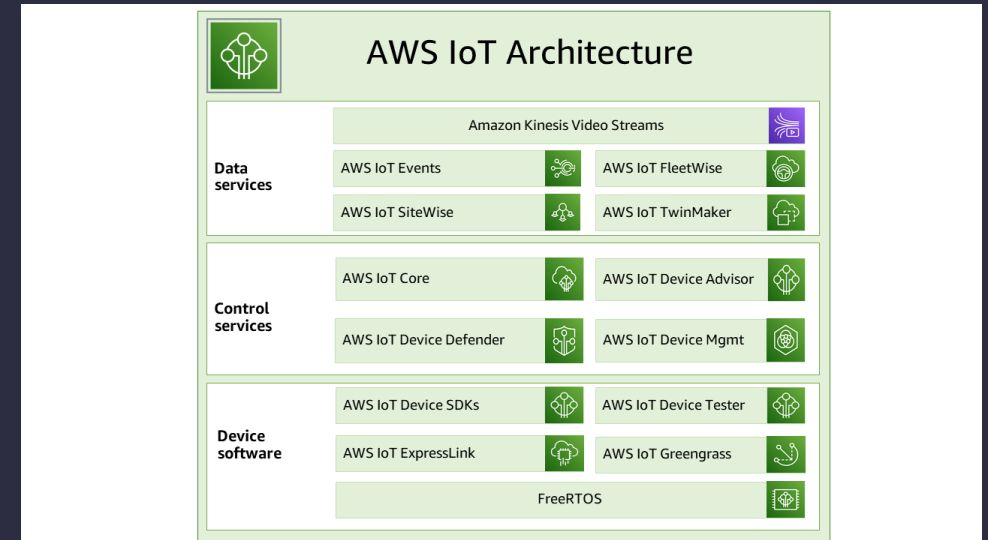 AWS IoT Architecture
Data
services
Amazon Kinesis Video Streams
AWS IoT Events
AWS IoT FleetWise
AWS IoT SiteWise
AWS IoT TwinMaker
Control
services
AWS IoT Core
AWS IoT Device Advisor
AWS IoT Device Defender
AWS IoT Device Mgmt
Device
software
AWS IoT Device SDKs
AWS IoT Device Tester
AWS IoT ExpressLink
AWS IoT Greengrass
FreeRTOS